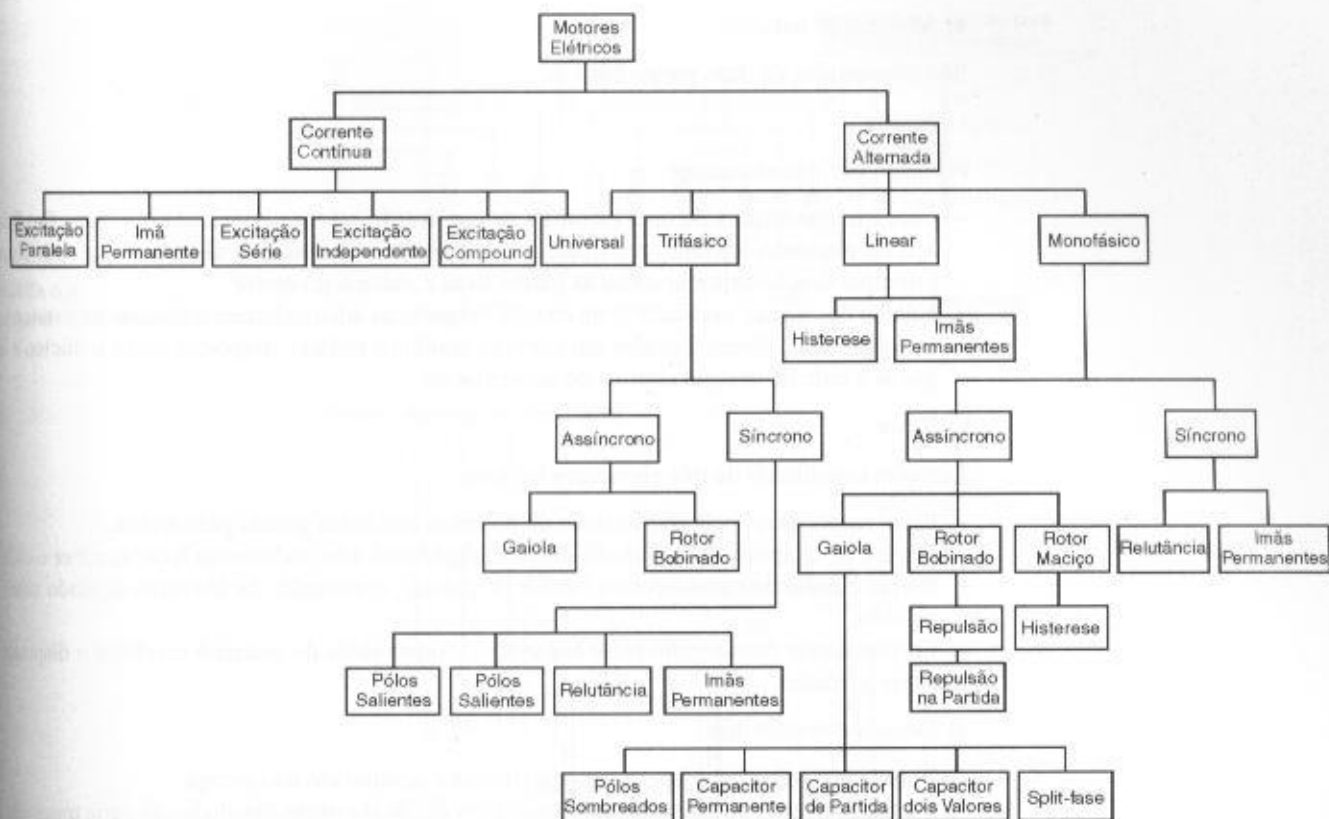 Motores
Elétricos
Corrente
Contínua
Corrente
Alternada
Excitação
Paralela
Imã
Permanente
Excitação
Série
Excitação
Independente
Excitação
Compound
Universal
Trifásico
Linear
Monofásico
Histerese
Imãs
Permanentes
Assíncrono
Síncrono
Assíncrono
Síncrono
Gaiola
Rotor
Bobinado
Gaiola
Rotor
Bobinado
Rotor
Maciço
Relutância
Imãs
Permanentes
Repulsão
Histerese
Pólos
Salientes
Pólos
Salientes
Relutância
Imãs
Permanentes
Repulsão
na Partida
Pólos
Sombreados
Capacitor
Permanente
Capacitor
de Partida
Capacitor
dois Valores
Split-fase